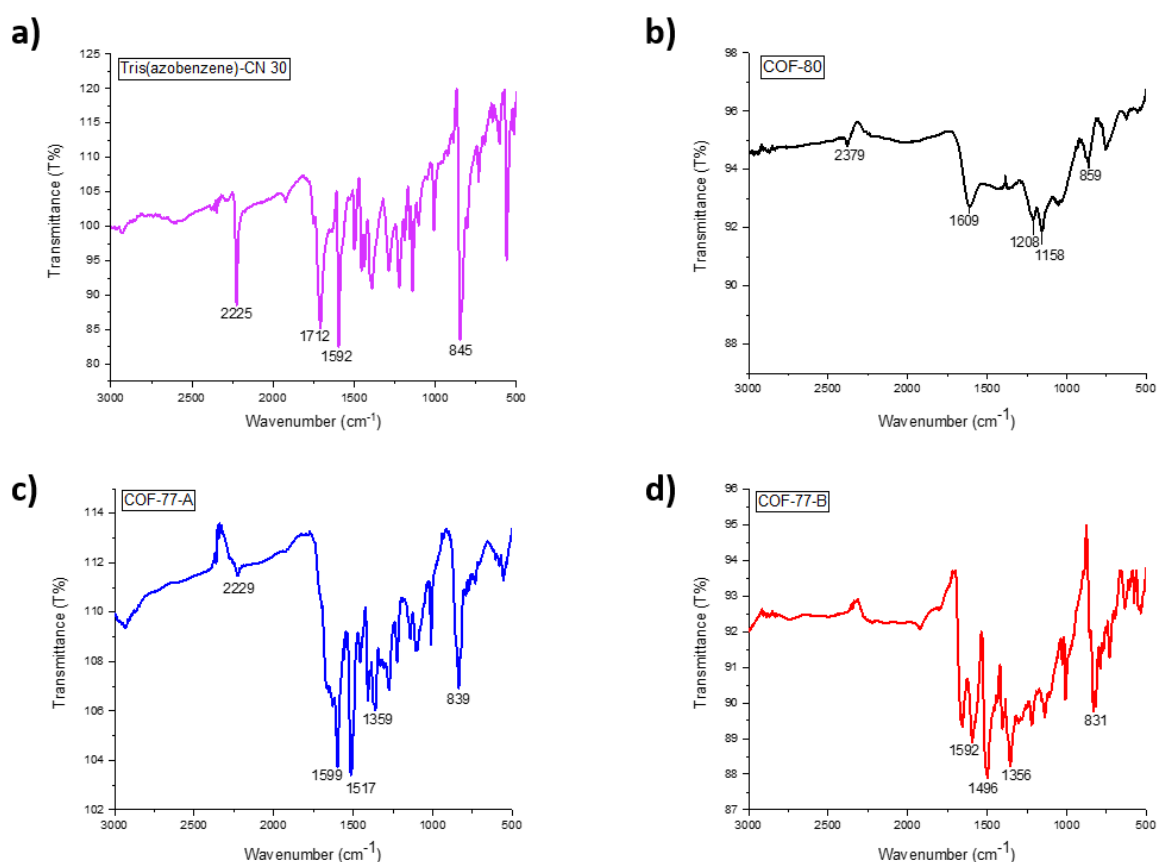 a)
Tris(azobenzene)-CN 30
Transmittance (T%)
125
120
115
110
105
100
95
90
85
80
2225
1712
1592
845
3000 2500 2000 1500 1000 500
Wavenumber (cm-1)
b)
COF-80
Transmittance (T%)
98
96
94
92
90
88
2379
1609
1208
1158
859
3000 2500 2000 1500 1000 500
Wavenumber (cm-1)
c)
COF-77-A
Transmittance (T%)
114
112
110
108
106
104
102
2229
1599
1517
1359
839
3000 2500 2000 1500 1000 500
Wavenumber (cm-1)
d)
COF-77-B
Transmittance (T%)
96
95
94
93
92
91
90
89
88
87
1592
1496
1356
831
3000 2500 2000 1500 1000 500
Wavenumber (cm-1)